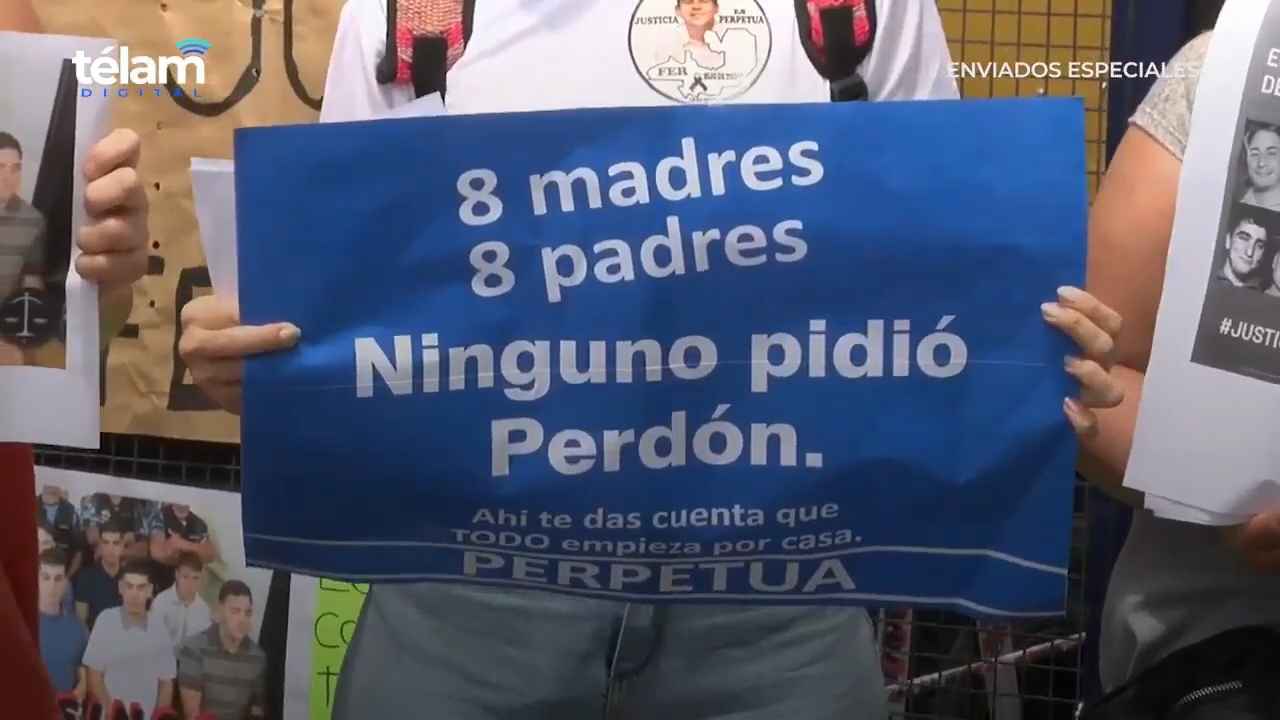 télam
DIGITAL
ENVIADOS ESPECIALES
JUSTICIA
PERPETUA
FER
8 madres
8 padres
Ninguno pidió
Perdón.
Ahi te das cuenta que
TODO empieza por casa.
PERPETUA
#JUSTI